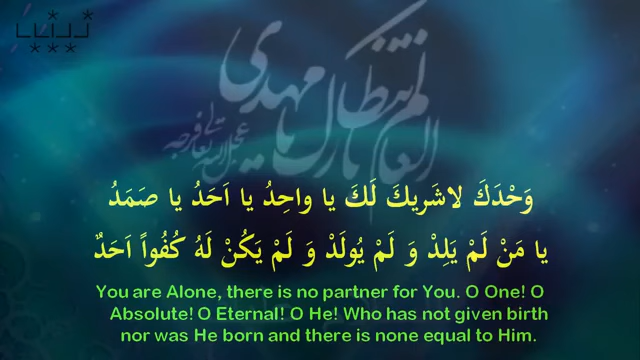 وَحْدَكَ لاشَريكَ لَكَ يا واحِدُ يا اَحَدُ يا صَمَدُ
يا مَنْ لَمْ يَلِدْ وَ لَمْ يُولَدْ وَ لَمْ يَكُنْ لَهُ كُفُواً اَحَدٌ
You are Alone, there is no partner for You. O One! O
Absolute! O Eternal! O He! Who has not given birth
nor was He born and there is none equal to Him.